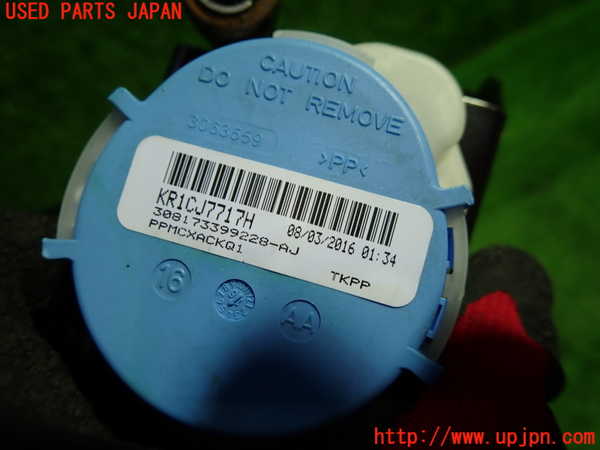 USED PARTS JAPAN
CAUTION
DO NOT REMOVE
3063659
>PP<
KR1CJ7717H
08/03/2016 01:34
308173399228-AJ
PPMCXACKQ1
TKPP
16
AA
http://www.upjpn.com/